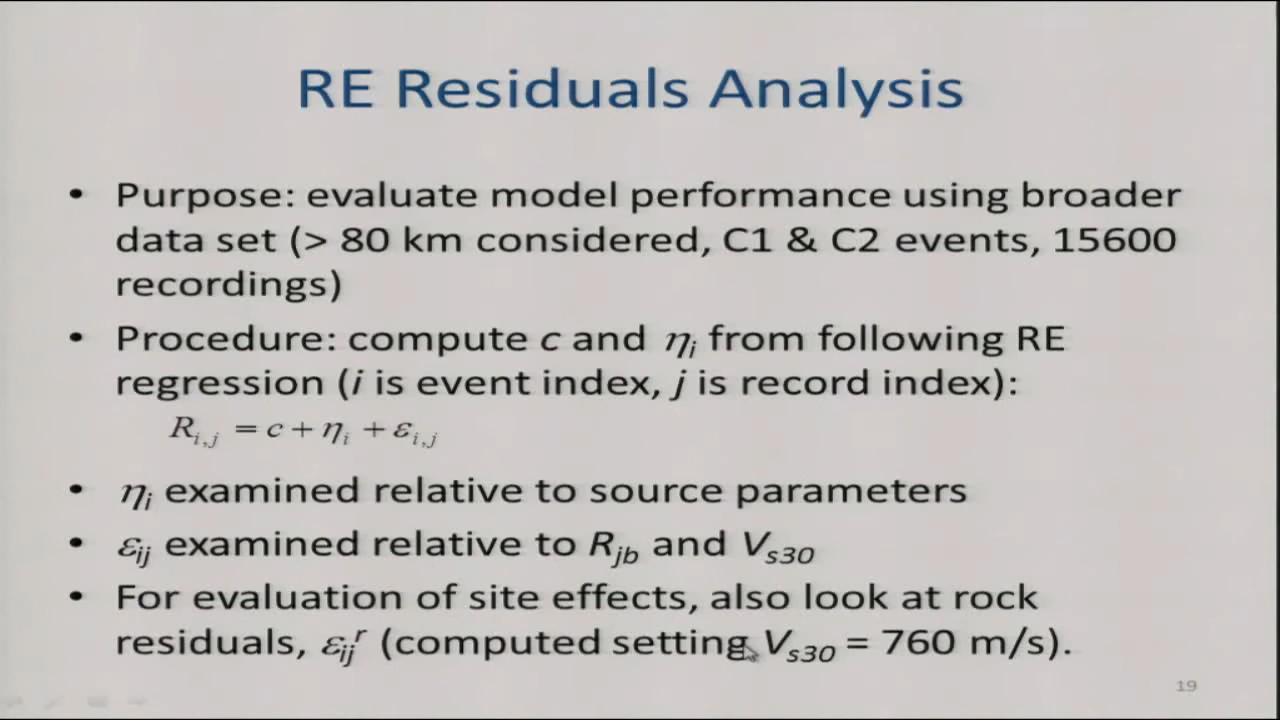 RE Residuals Analysis
• Purpose: evaluate model performance using broader
data set (> 80 km considered, C1 & C2 events, 15600
recordings)
• Procedure: compute c and ηi from following RE
regression (i is event index, j is record index):
Ri,j = c + ηi + εi,j
• ηi examined relative to source parameters
• εij examined relative to Rjb and Vs30
• For evaluation of site effects, also look at rock
residuals, εijr (computed setting Vs30 = 760 m/s).
19